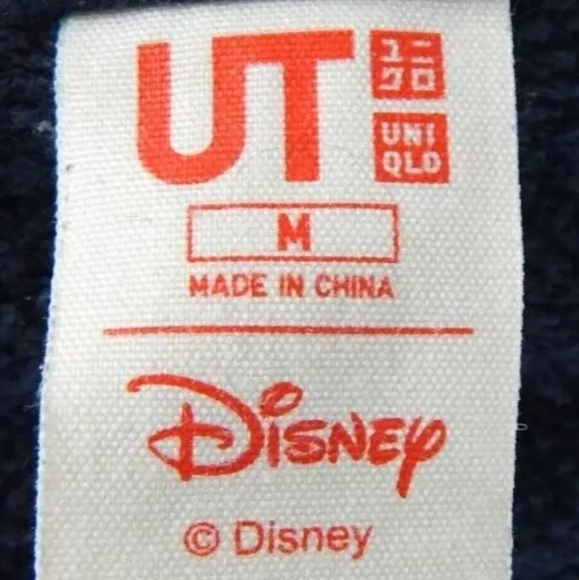 UT
ユニ
クロ
UNI
QLO
M
MADE IN CHINA
Disney
© Disney